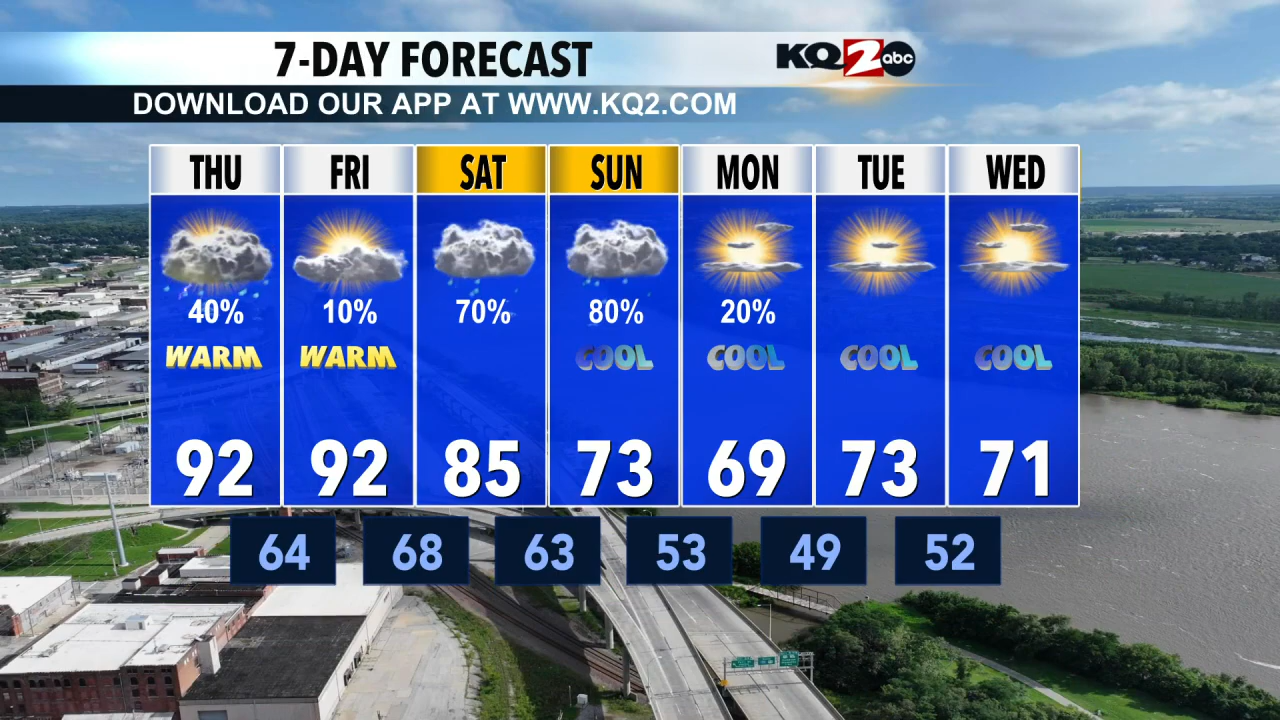 7-DAY FORECAST
KQ2 abc
DOWNLOAD OUR APP AT WWW.KQ2.COM
THU FRI SAT SUN MON TUE WED
40% 10% 70% 80% 20%
WARM WARM COOL COOL COOL COOL
92 92 85 73 69 73 71
64 68 63 53 49 52